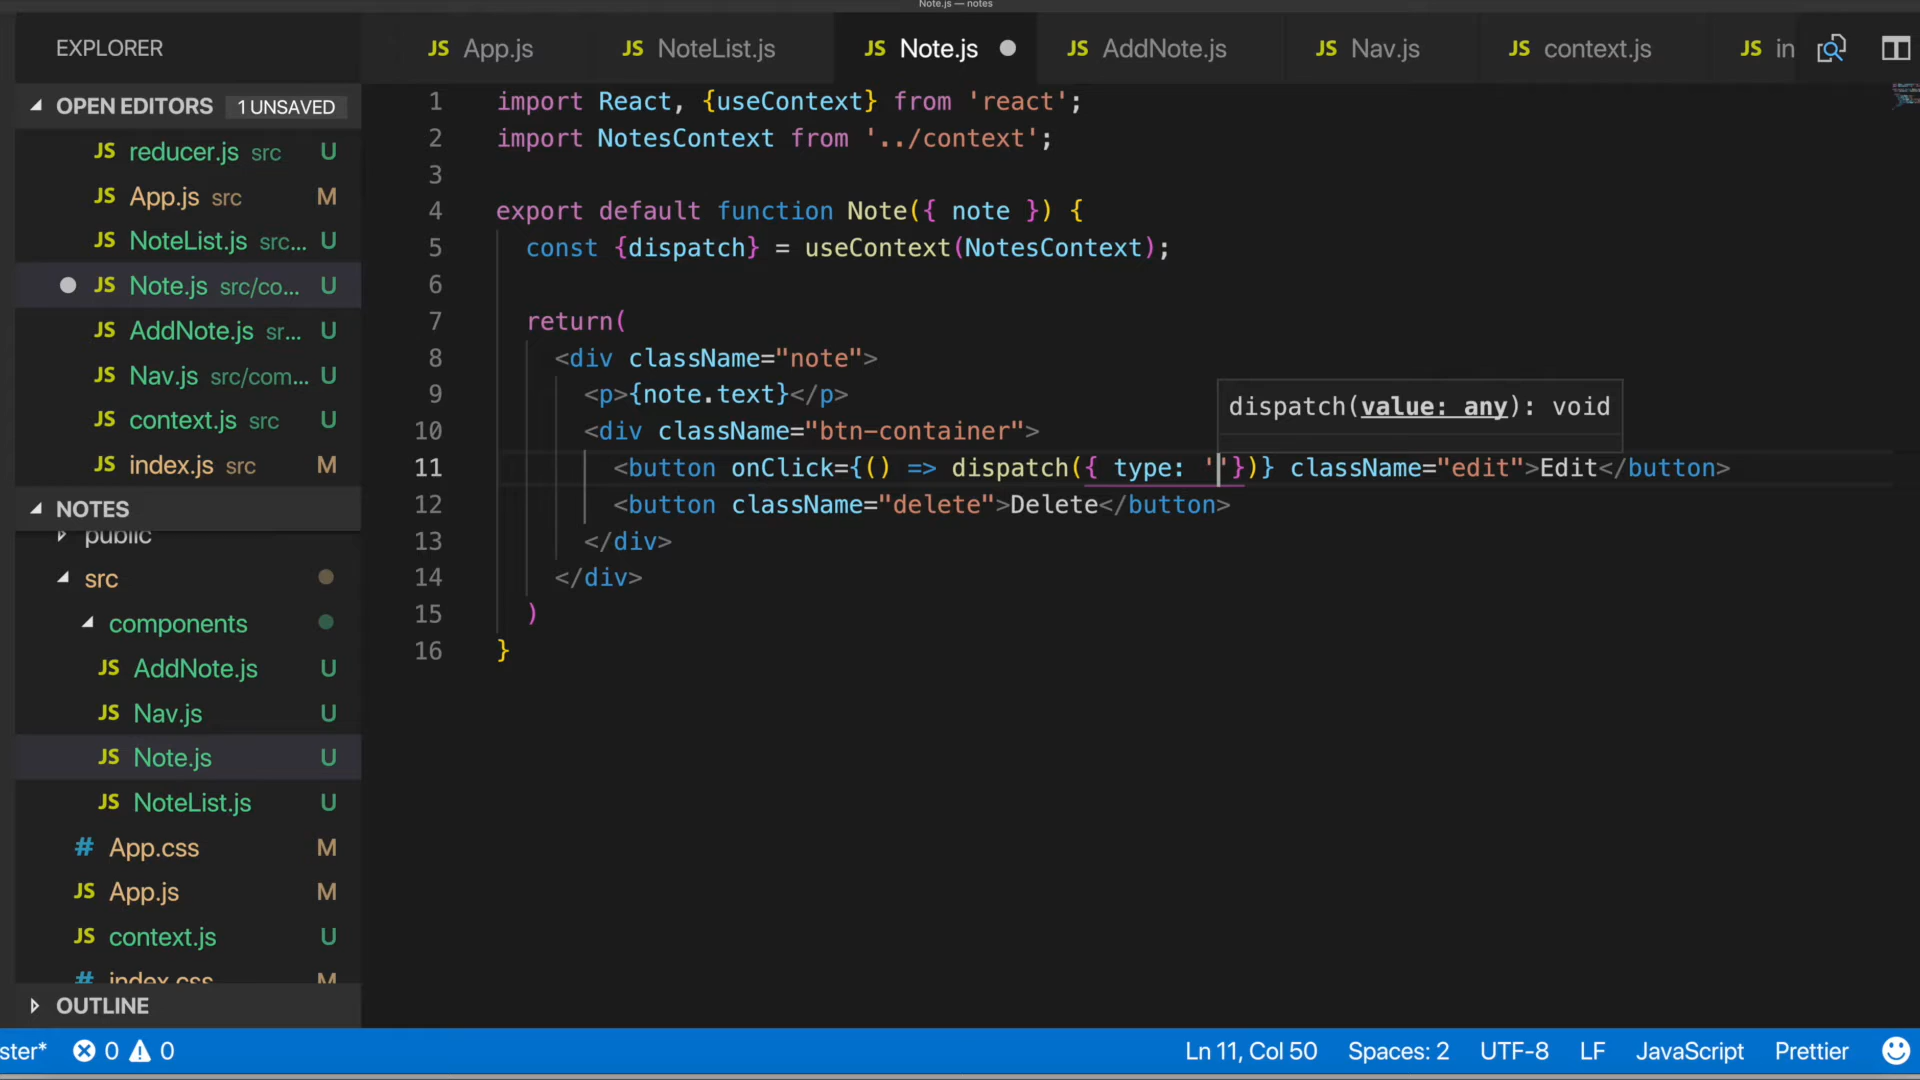 Note.js — notes
EXPLORER
JS App.js
JS NoteList.js
JS Note.js
JS AddNote.js
JS Nav.js
JS context.js
JS in
OPEN EDITORS 1 UNSAVED
JS reducer.js src U
JS App.js src M
JS NoteList.js src... U
JS Note.js src/co... U
JS AddNote.js sr... U
JS Nav.js src/com... U
JS context.js src U
JS index.js src M
NOTES
public
src
components
JS AddNote.js U
JS Nav.js U
JS Note.js U
JS NoteList.js U
# App.css M
JS App.js M
JS context.js U
# index.css M
OUTLINE
1 import React, {useContext} from 'react';
2 import NotesContext from '../context';
3
4 export default function Note({ note }) {
5 const {dispatch} = useContext(NotesContext);
6
7 return(
8 <div className="note">
9 <p>{note.text}</p>
10 <div className="btn-container">
dispatch(value: any): void
11 <button onClick={() => dispatch({ type: ''})} className="edit">Edit</button>
12 <button className="delete">Delete</button>
13 </div>
14 </div>
15 )
16 }
ster* 0 0
Ln 11, Col 50 Spaces: 2 UTF-8 LF JavaScript Prettier